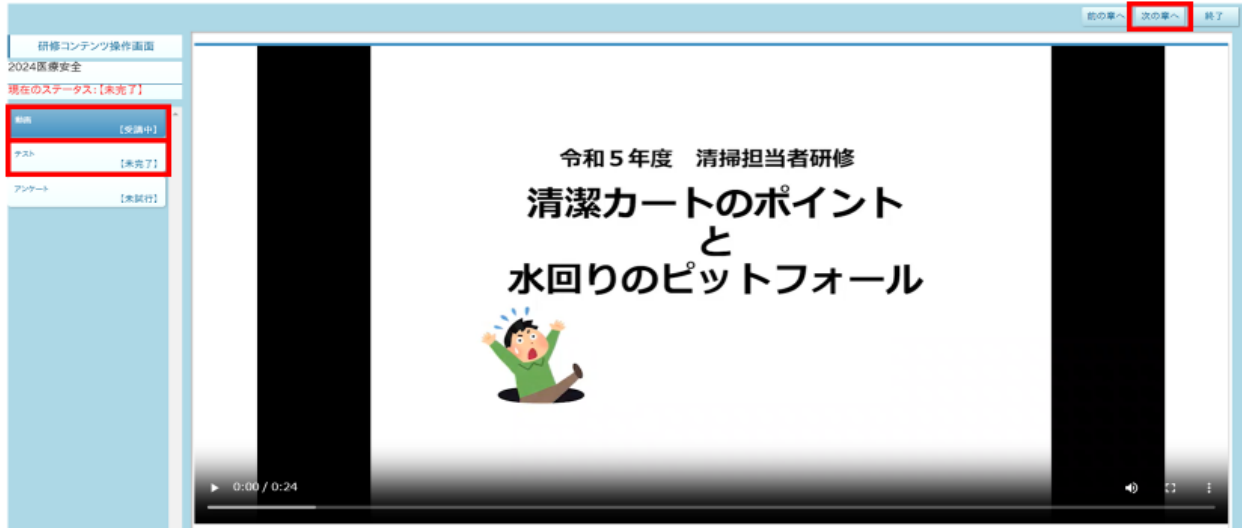 前の章へ 次の章へ 終了
研修コンテンツ操作画面
2024医療安全
現在のステータス:【未完了】
動画
【受講中】
テスト
【未完了】
アンケート
【未試行】
令和5年度 清掃担当者研修
清潔カートのポイント
と
水回りのピットフォール
0:00 / 0:24